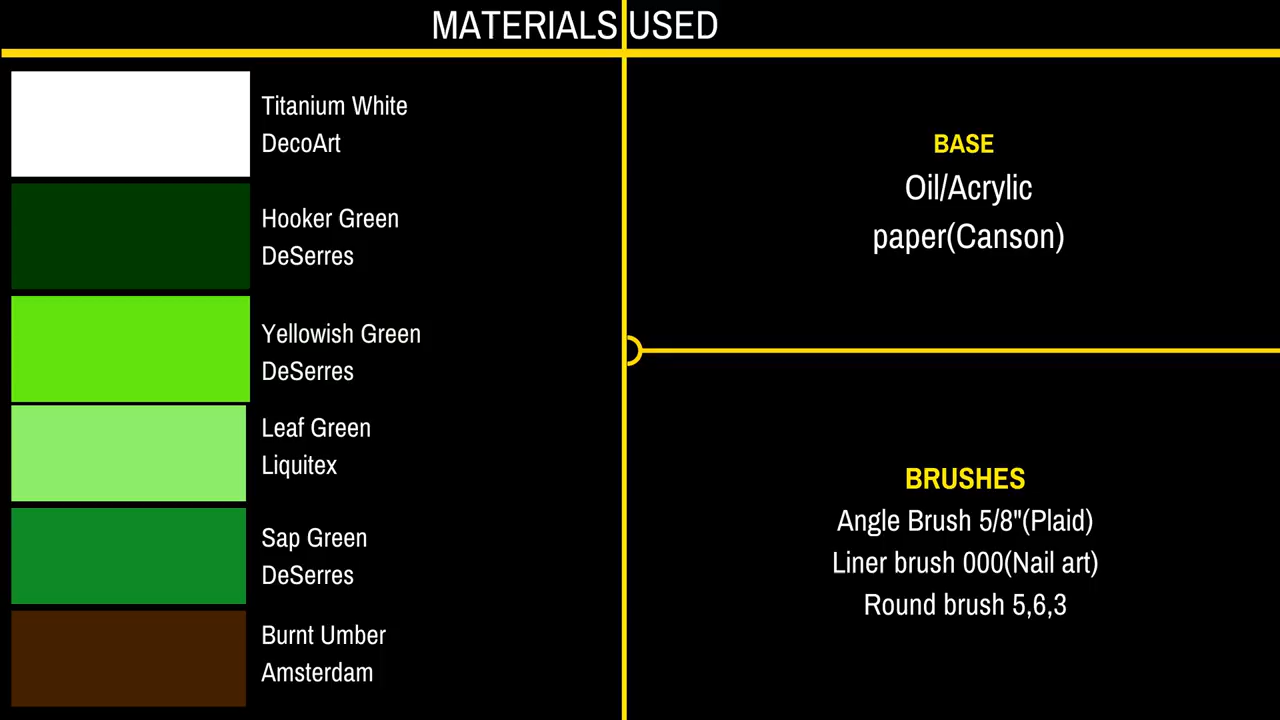 MATERIALS USED
Titanium White
DecoArt
Hooker Green
DeSerres
Yellowish Green
DeSerres
Leaf Green
Liquitex
Sap Green
DeSerres
Burnt Umber
Amsterdam
BASE
Oil/Acrylic
paper(Canson)
BRUSHES
Angle Brush 5/8"(Plaid)
Liner brush 000(Nail art)
Round brush 5,6,3